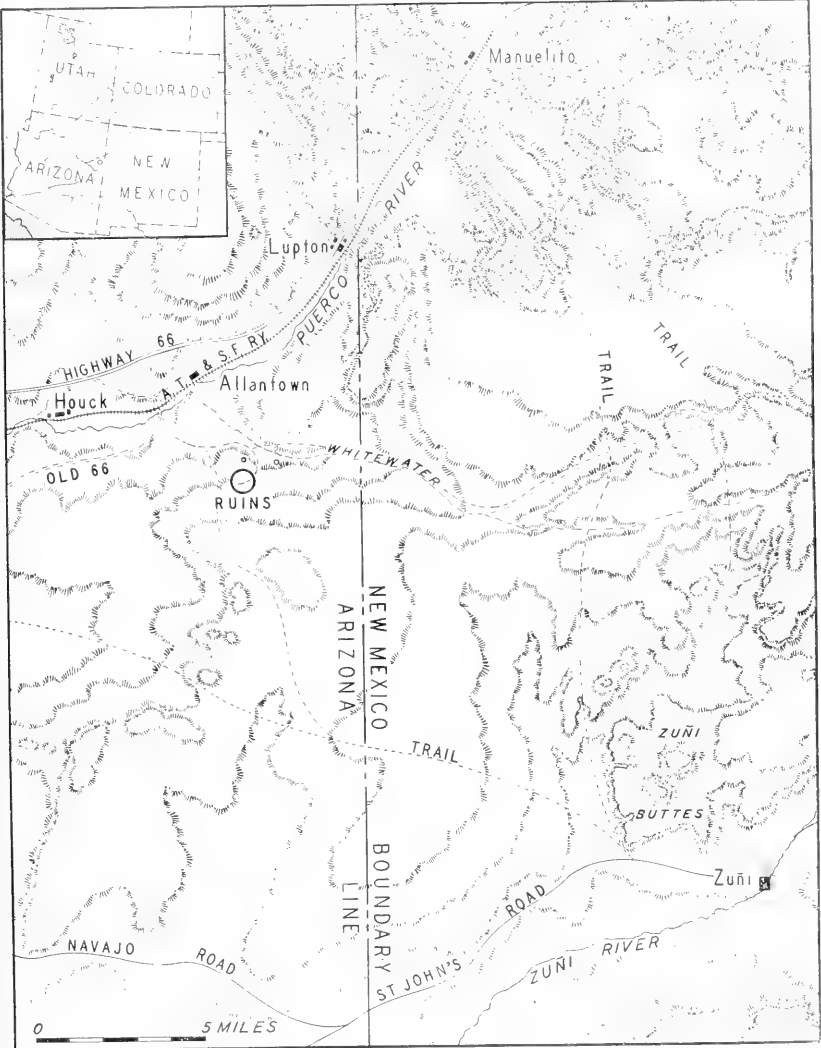 UTAH
COLORADO
ARIZONA
NEW
MEXICO
Manuelito
PUERCO RIVER
Lupton
HIGHWAY 66
A.T. & S.F. RY.
Allantown
Houck
TRAIL
TRAIL
OLD 66
WHITEWATER
RUINS
NEW MEXICO
ARIZONA
TRAIL
ZUÑI
BUTTES
BOUNDARY
LINE
Zuñi
NAVAJO ROAD
ST JOHN'S ROAD
ZUÑI RIVER
0 5 MILES